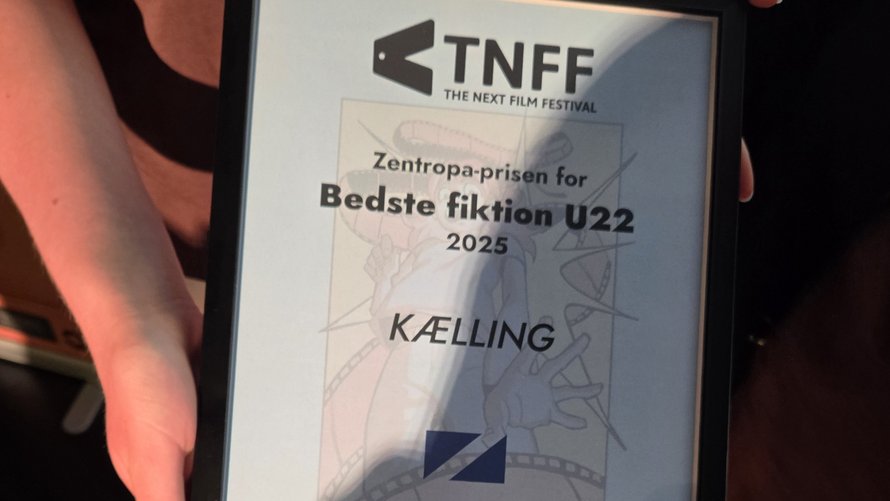 TNFF
THE NEXT FILM FESTIVAL
Zentropa-prisen for
Bedste fiktion U22
2025
KÆLLING